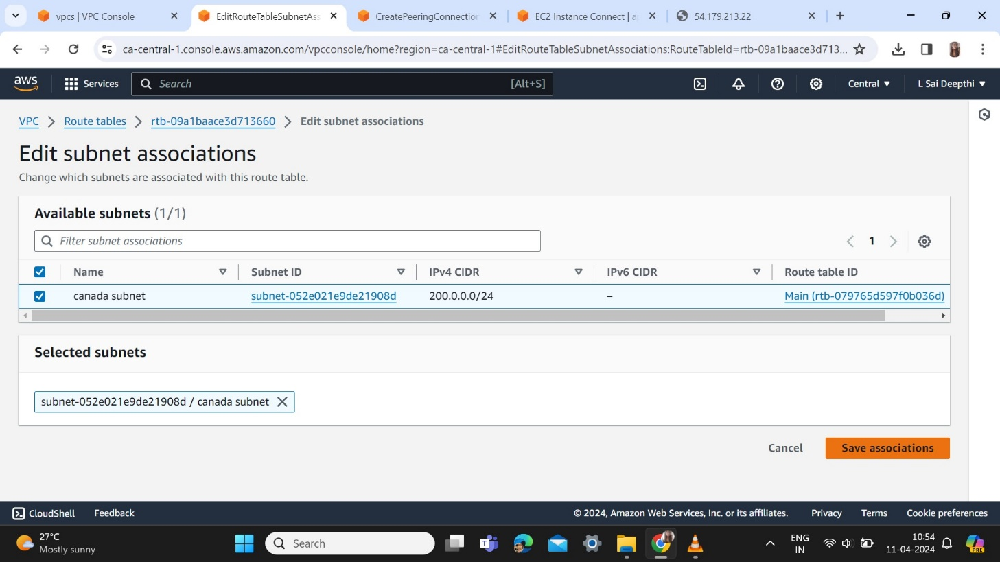 vpcs | VPC Console
EditRouteTableSubnetAss
CreatePeeringConnection
EC2 Instance Connect | ap
54.179.213.22
ca-central-1.console.aws.amazon.com/vpcconsole/home?region=ca-central-1#EditRouteTableSubnetAssociations:RouteTableId=rtb-09a1baace3d713...
aws
Services
Search
[Alt+S]
Central
L Sai Deepthi
VPC
Route tables
rtb-09a1baace3d713660
Edit subnet associations
Edit subnet associations
Change which subnets are associated with this route table.
Available subnets (1/1)
Filter subnet associations
1
Name Subnet ID IPv4 CIDR IPv6 CIDR Route table ID
canada subnet subnet-052e021e9de21908d 200.0.0.0/24 – Main (rtb-079765d597f0b036d)
Selected subnets
subnet-052e021e9de21908d / canada subnet
Cancel
Save associations
CloudShell
Feedback
© 2024, Amazon Web Services, Inc. or its affiliates.
Privacy
Terms
Cookie preferences
27°C
Mostly sunny
Search
ENG
IN
10:54
11-04-2024
PRE